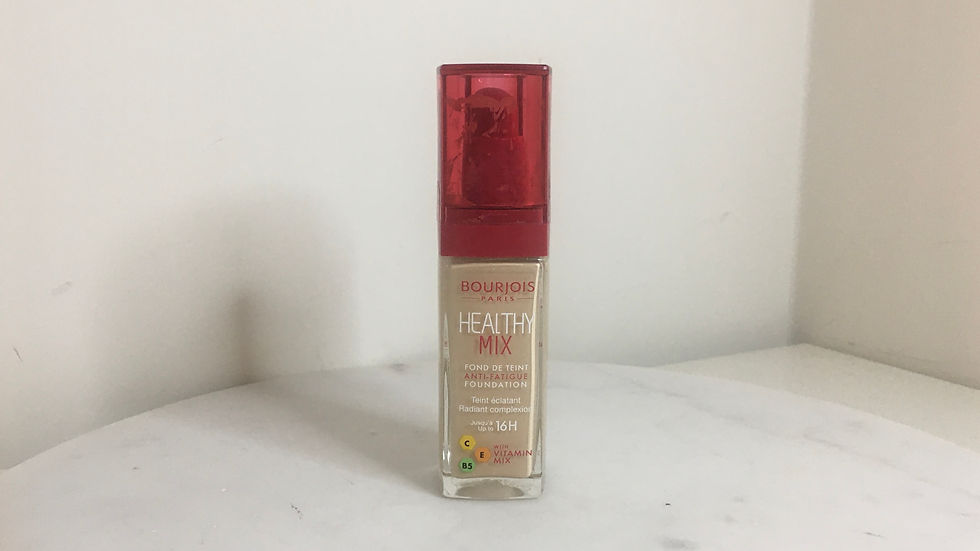 BOURJOIS
PARIS
HEALTHY
MIX
FOND DE TEINT
ANTI-FATIGUE
FOUNDATION
Teint éclatant
Radiant complexion
Jusqu'à
Up to 16H
C
E
B5
WITH
VITAMIN
MIX